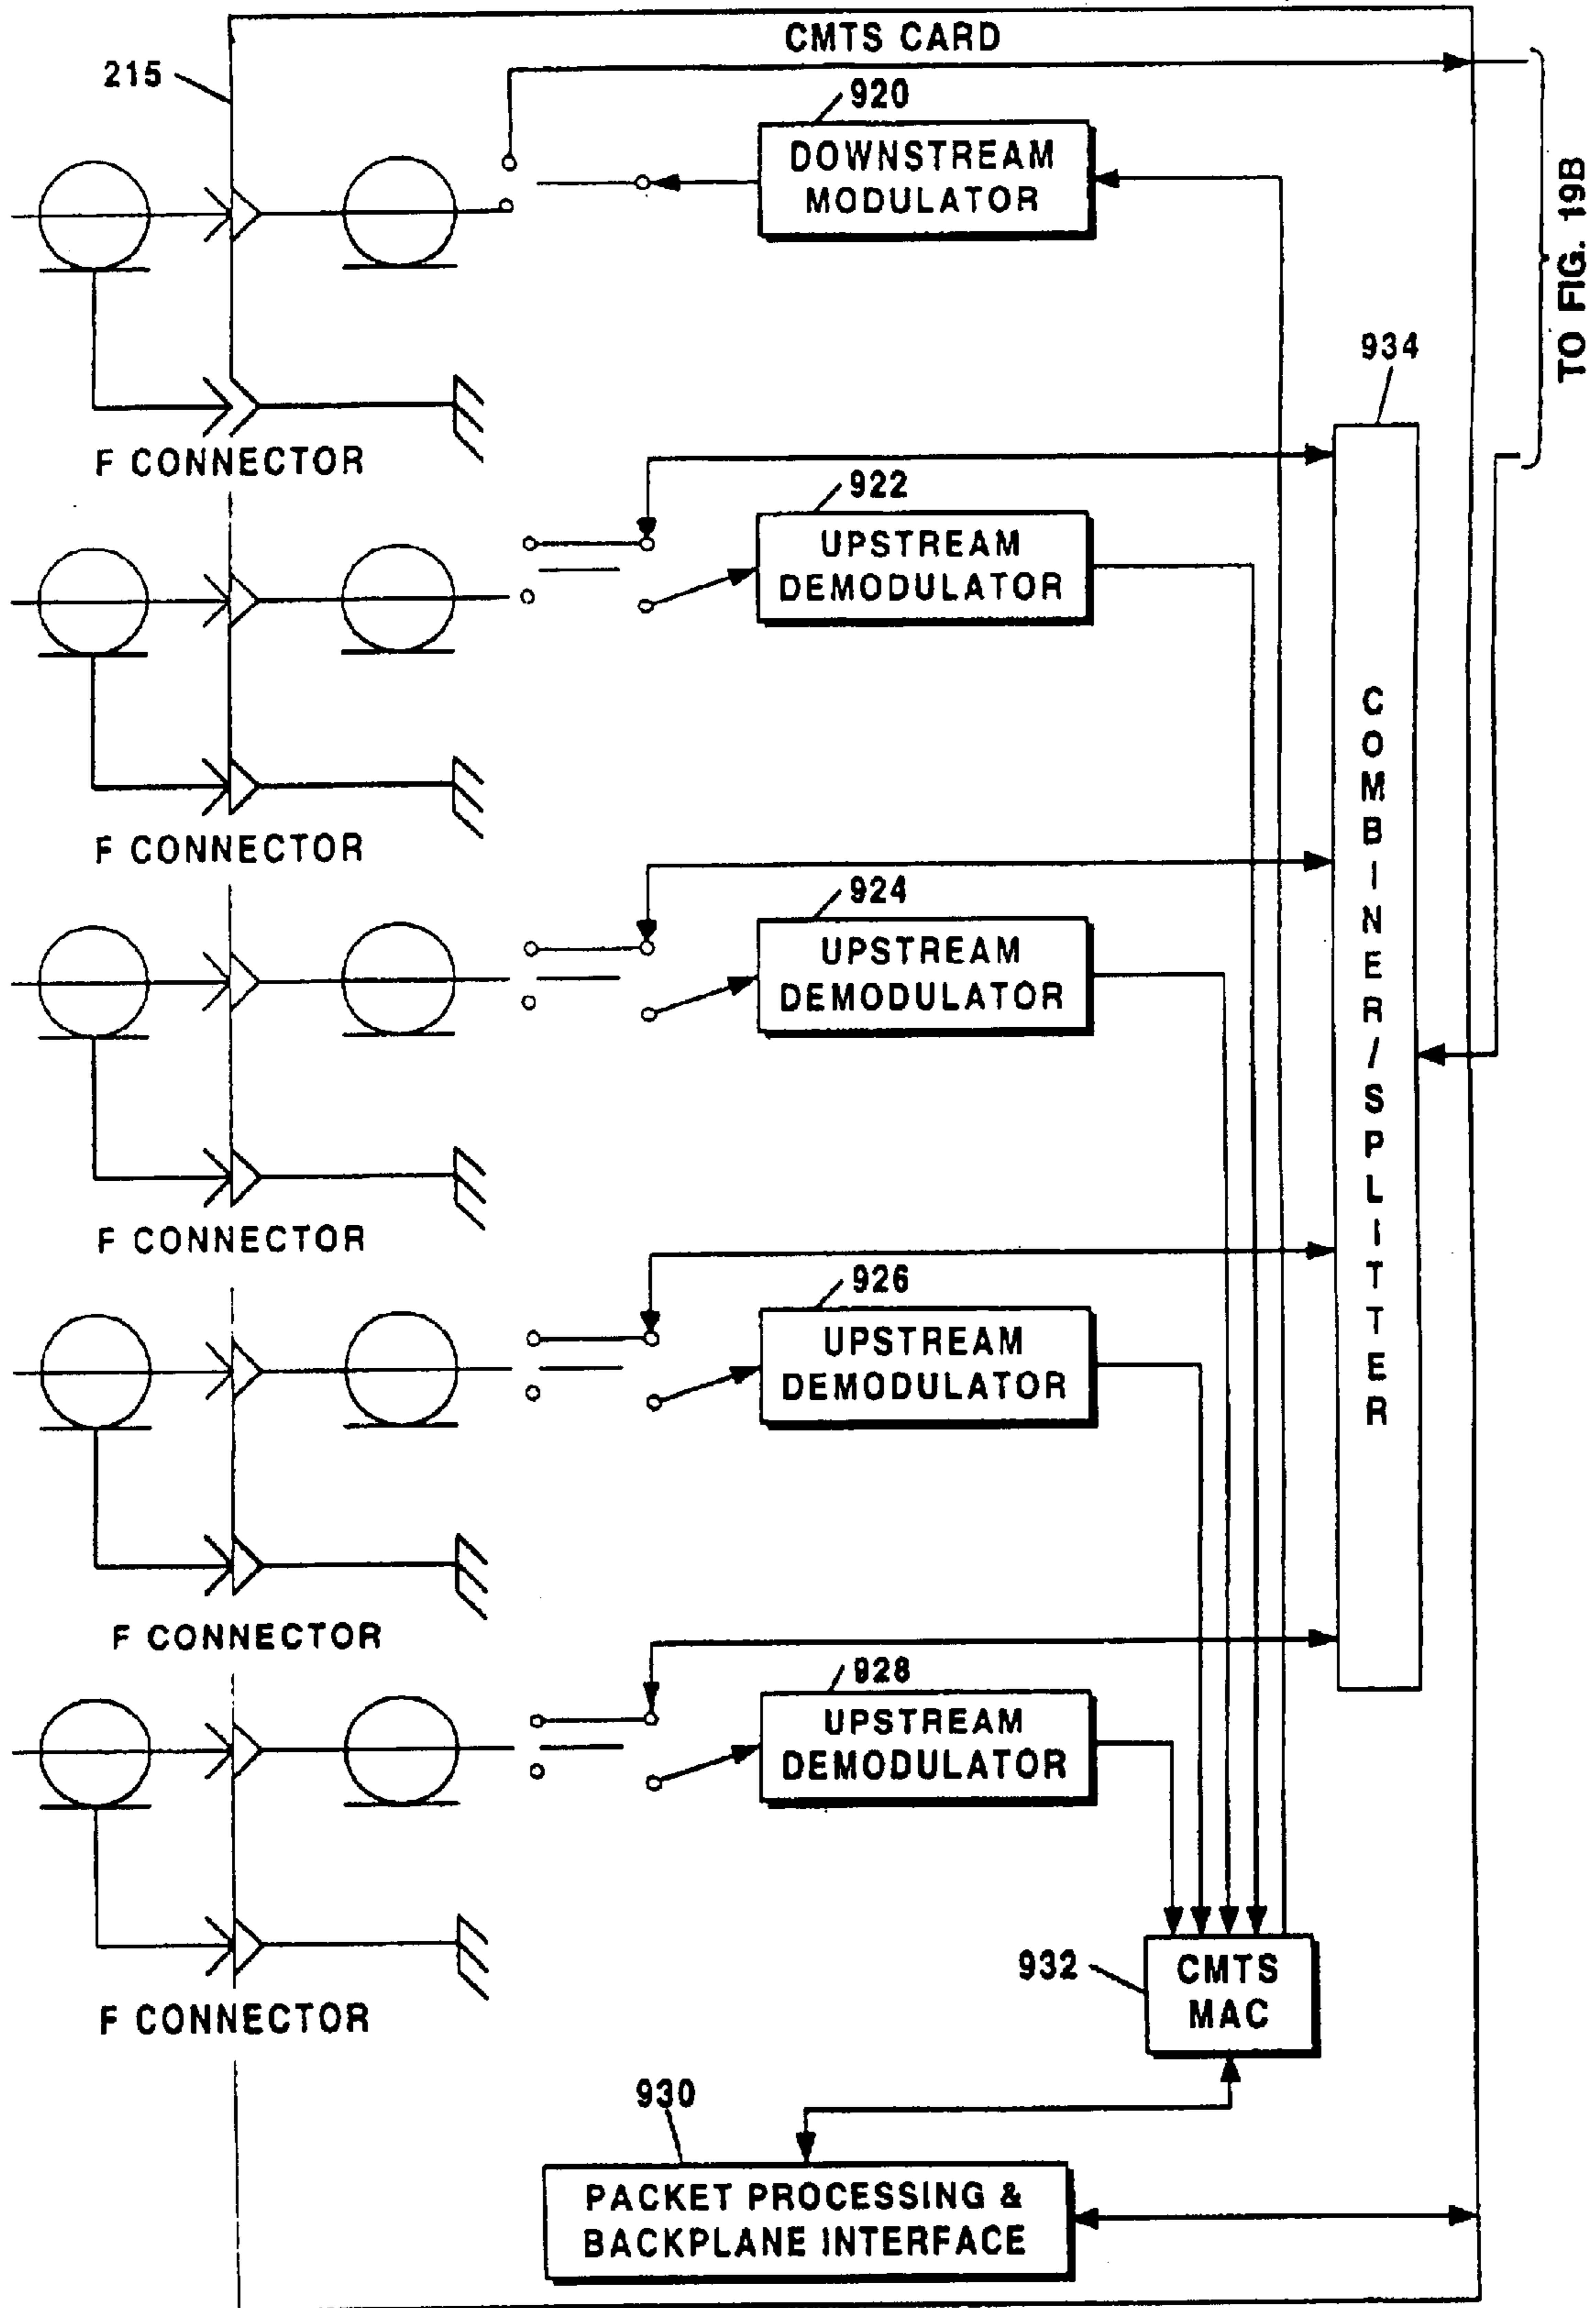 CMTS CARD
215
920
DOWNSTREAM
MODULATOR
TO FIG. 19B
934
F CONNECTOR
922
UPSTREAM
DEMODULATOR
COMBINER/SPLITTER
F CONNECTOR
924
UPSTREAM
DEMODULATOR
F CONNECTOR
926
UPSTREAM
DEMODULATOR
F CONNECTOR
928
UPSTREAM
DEMODULATOR
932
CMTS
MAC
F CONNECTOR
930
PACKET PROCESSING &
BACKPLANE INTERFACE